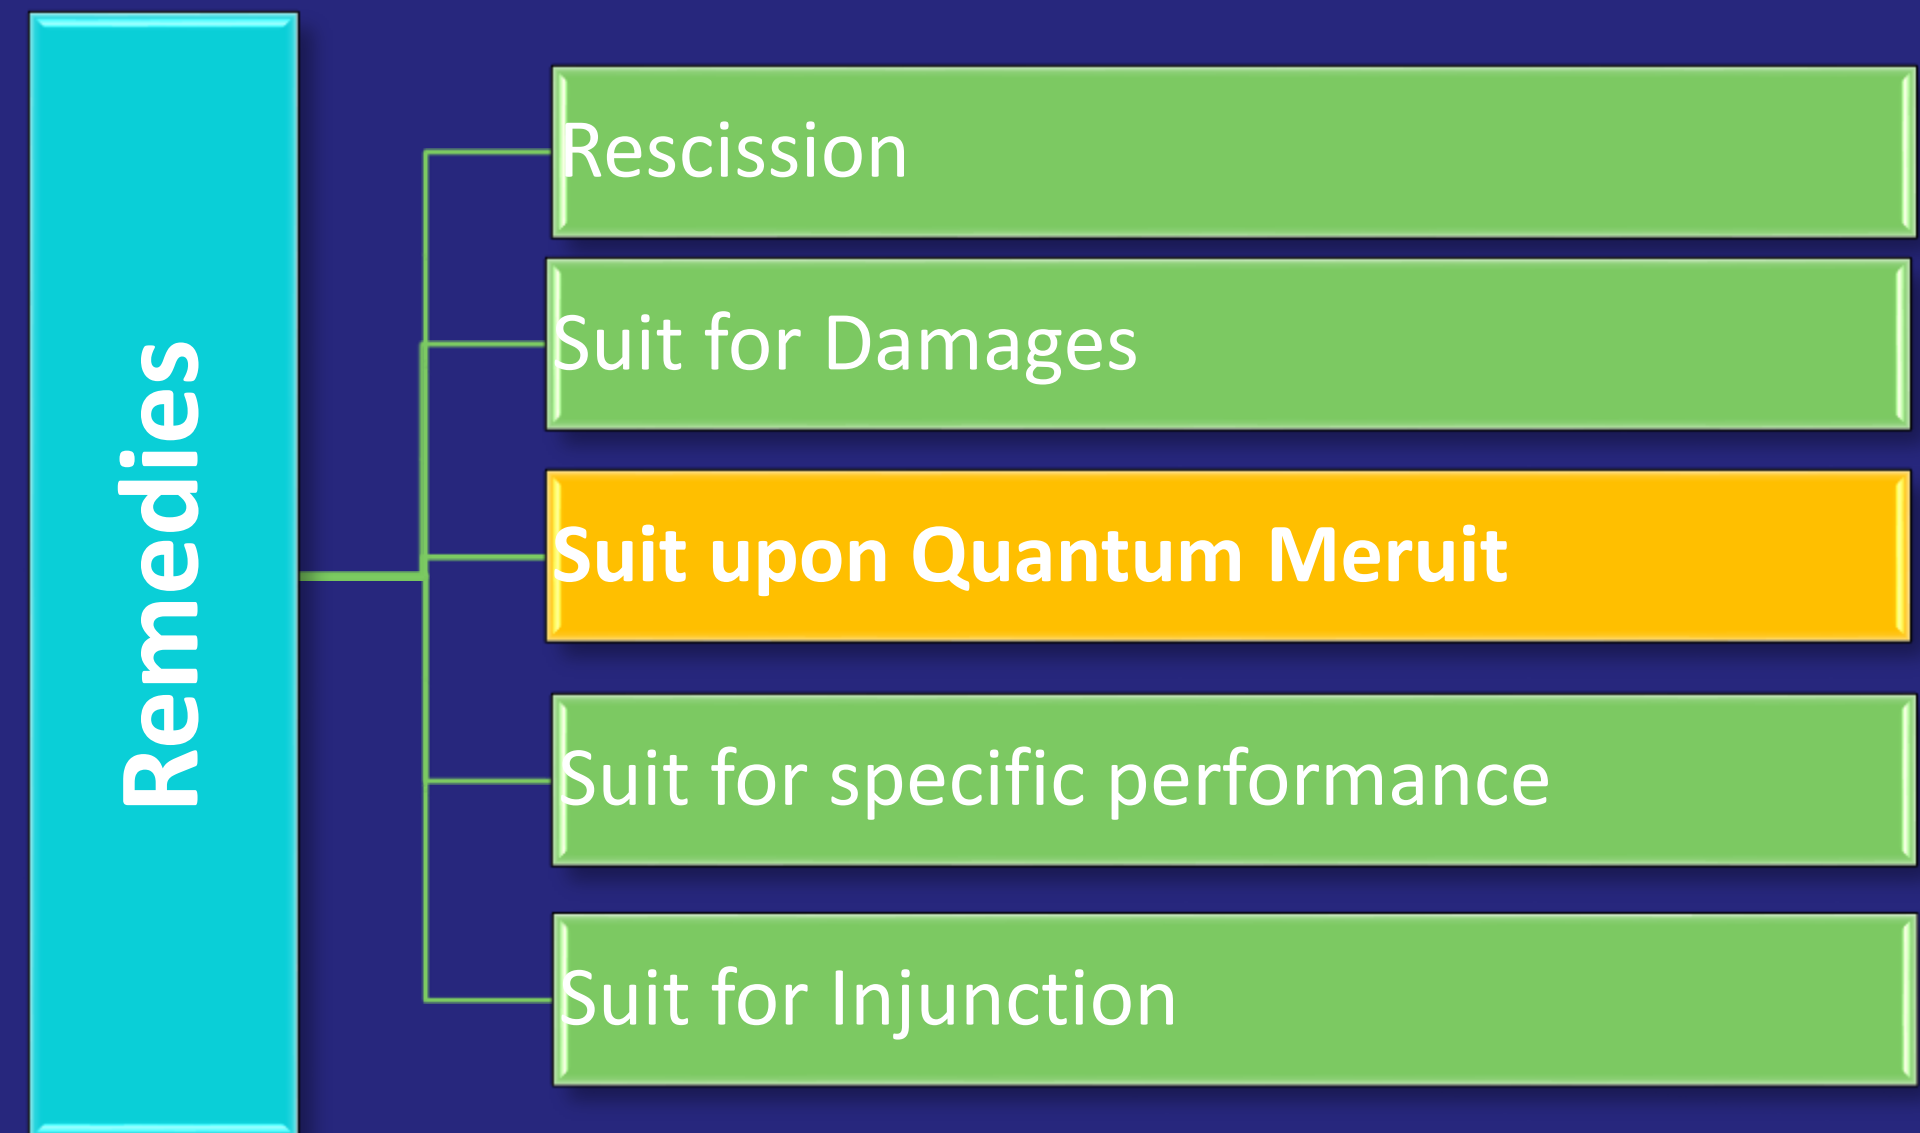 Remedies
Rescission
Suit for Damages
Suit upon Quantum Meruit
Suit for specific performance
Suit for Injunction